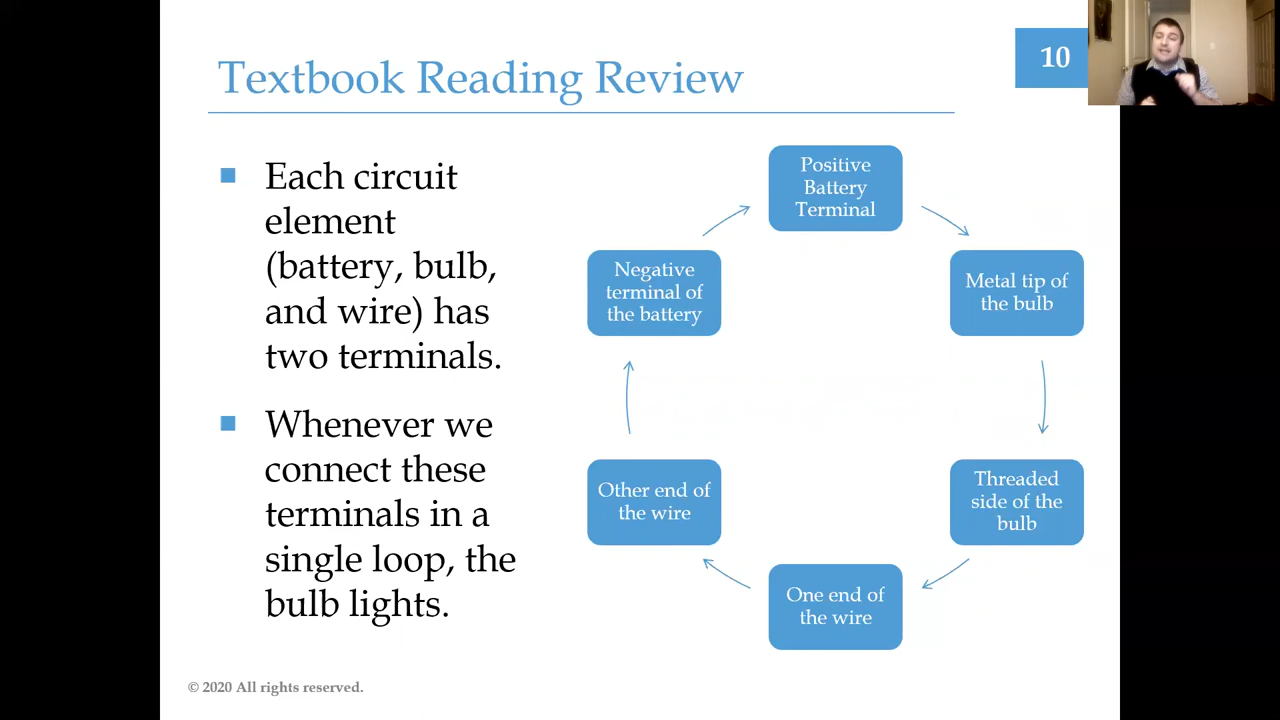 Textbook Reading Review
10
Each circuit
element
(battery, bulb,
and wire) has
two terminals.
Whenever we
connect these
terminals in a
single loop, the
bulb lights.
Positive
Battery
Terminal
Metal tip of
the bulb
Threaded
side of the
bulb
One end of
the wire
Other end of
the wire
Negative
terminal of
the battery
© 2020 All rights reserved.